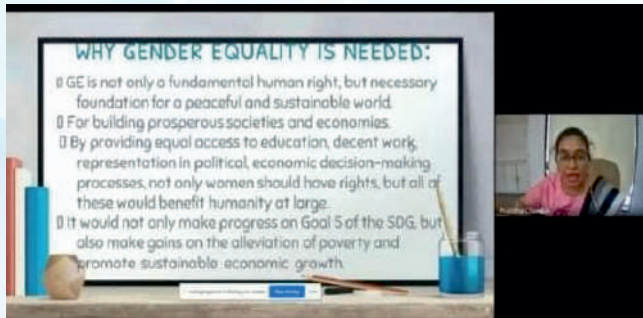 WHY GENDER EQUALITY IS NEEDED:
GE is not only a fundamental human right, but necessary
foundation for a peaceful and sustainable world.
For building prosperous societies and economies.
By providing equal access to education, decent work,
representation in political, economic decision-making
processes, not only women should have rights, but all of
these would benefit humanity at large.
It would not only make progress on Goal 5 of the SDG, but
also make gains on the alleviation of poverty and
promote sustainable economic growth.